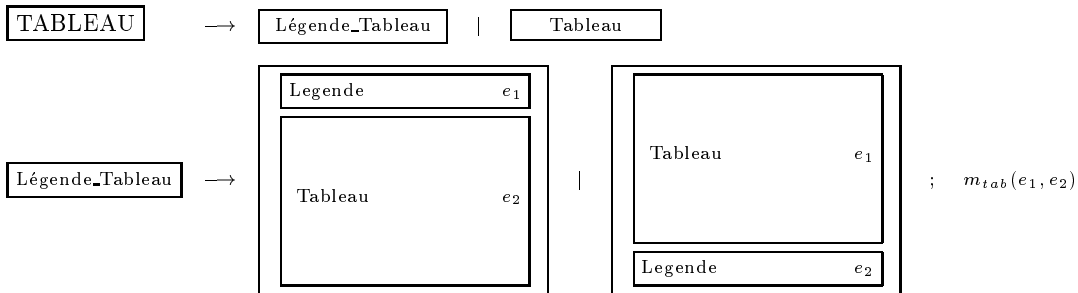 TABLEAU → Légende_Tableau | Tableau
Légende_Tableau → Legende e1 Tableau e2 | Tableau e1 Legende e2 ; m_tab(e1, e2)